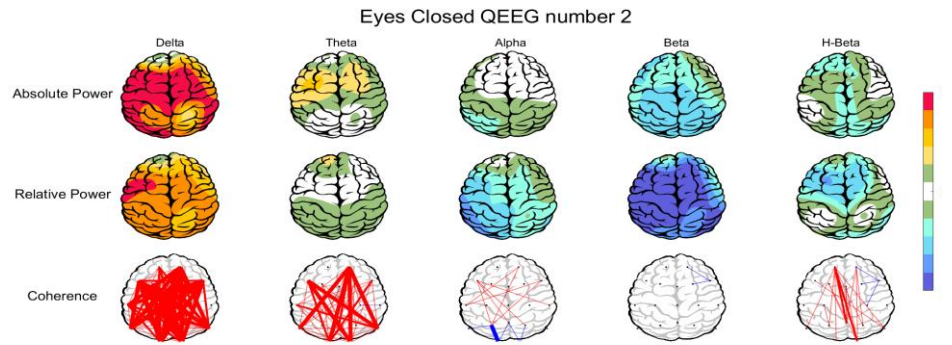 Eyes Closed QEEG number 2
Delta Theta Alpha Beta H-Beta
Absolute Power
Relative Power
Coherence